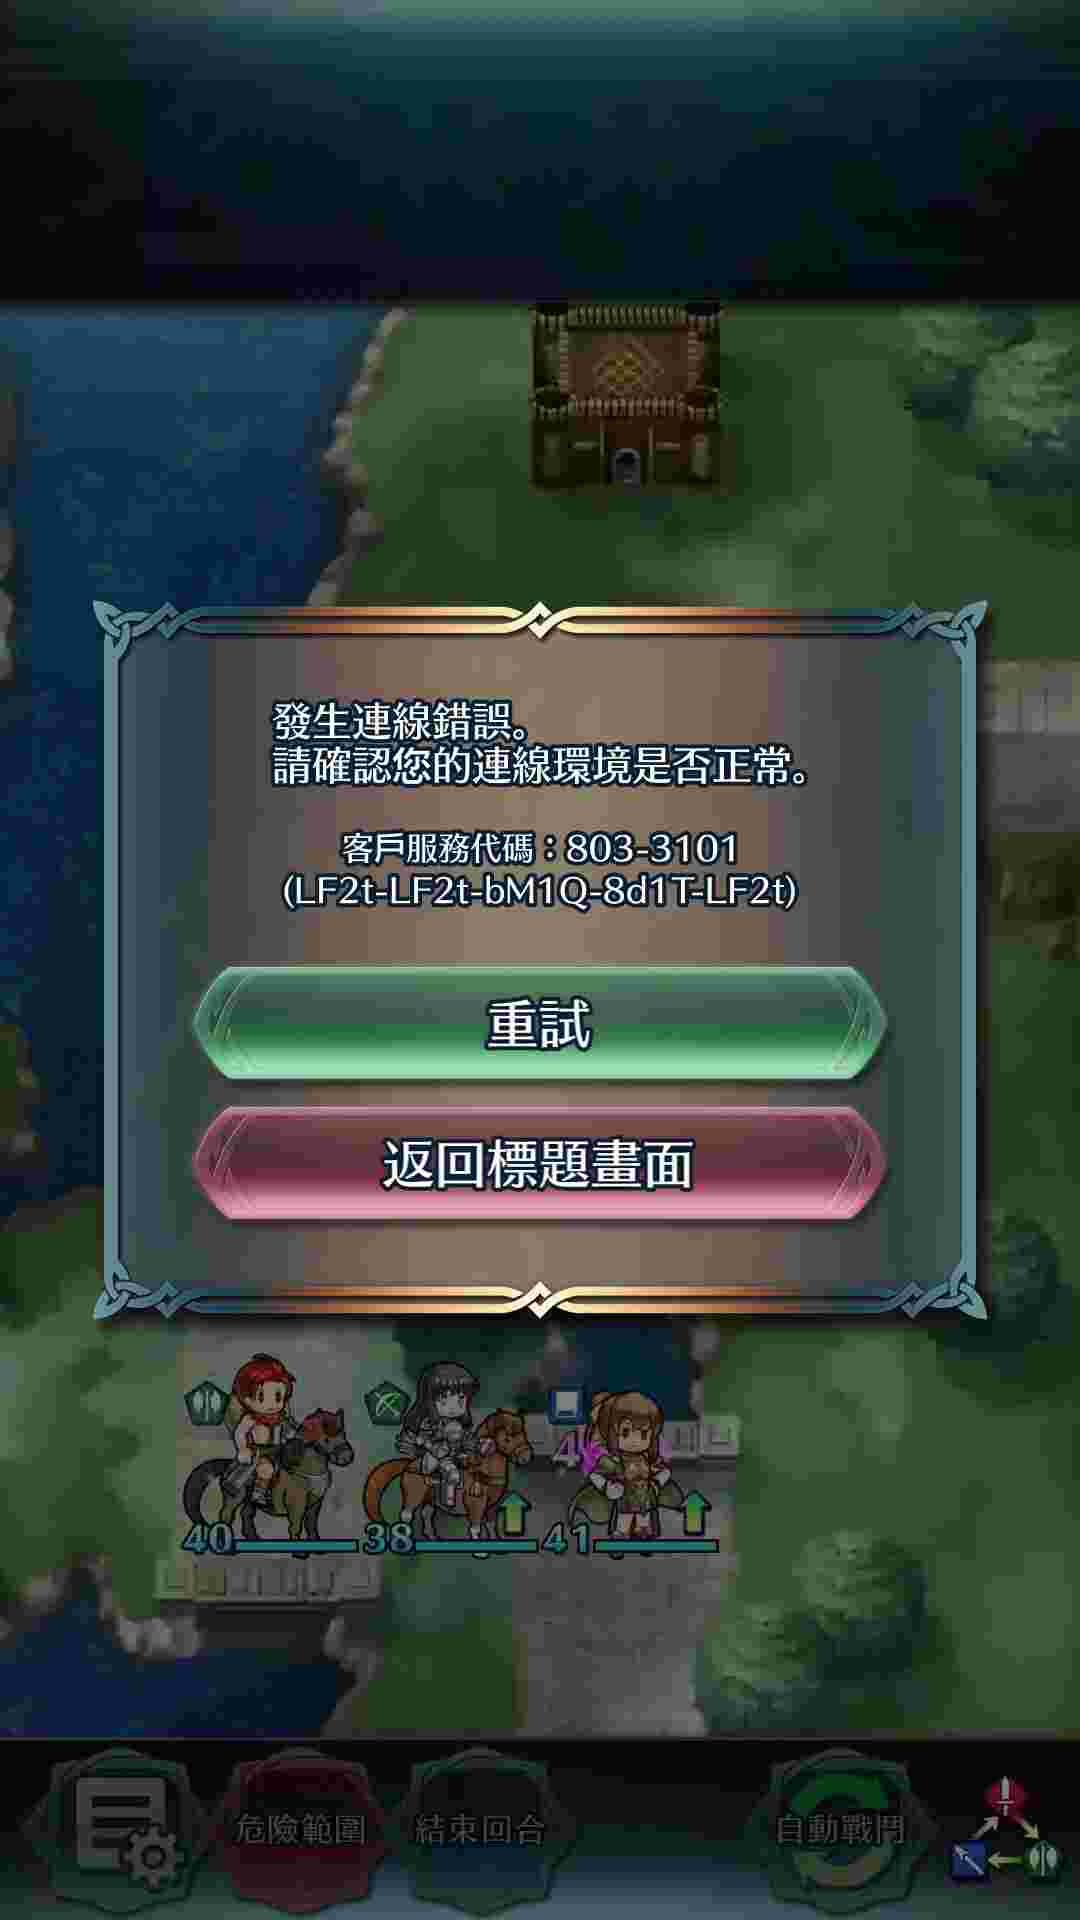 發生連線錯誤。
請確認您的連線環境是否正常。
客戶服務代碼：803-3101
(LF2t-LF2t-bM1Q-8d1T-LF2t)
重試
返回標題畫面
4
40
38
41
危險範圍
結束回合
自動戰鬥